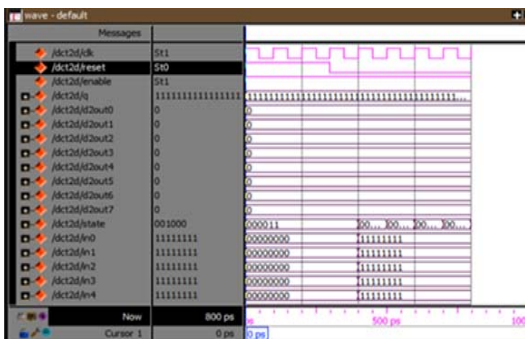 wave - default
Messages
/dct2d/clk St1
/dct2d/reset St0
/dct2d/enable St1
/dct2d/q
/dct2d/d2out0 0 0
/dct2d/d2out1 0 0
/dct2d/d2out2 0 0
/dct2d/d2out3 0 0
/dct2d/d2out4 0 0
/dct2d/d2out5 0 0
/dct2d/d2out6 0 0
/dct2d/d2out7 0 0
/dct2d/state 001000 000011 00... 00... 00... 00...
/dct2d/in0 11111111 00000000 11111111
/dct2d/in1 11111111 00000000 11111111
/dct2d/in2 11111111 00000000 11111111
/dct2d/in3 11111111 00000000 11111111
/dct2d/in4 11111111 00000000 11111111
Now 800 ps 500 ps
Cursor 1 0 ps 0 ps